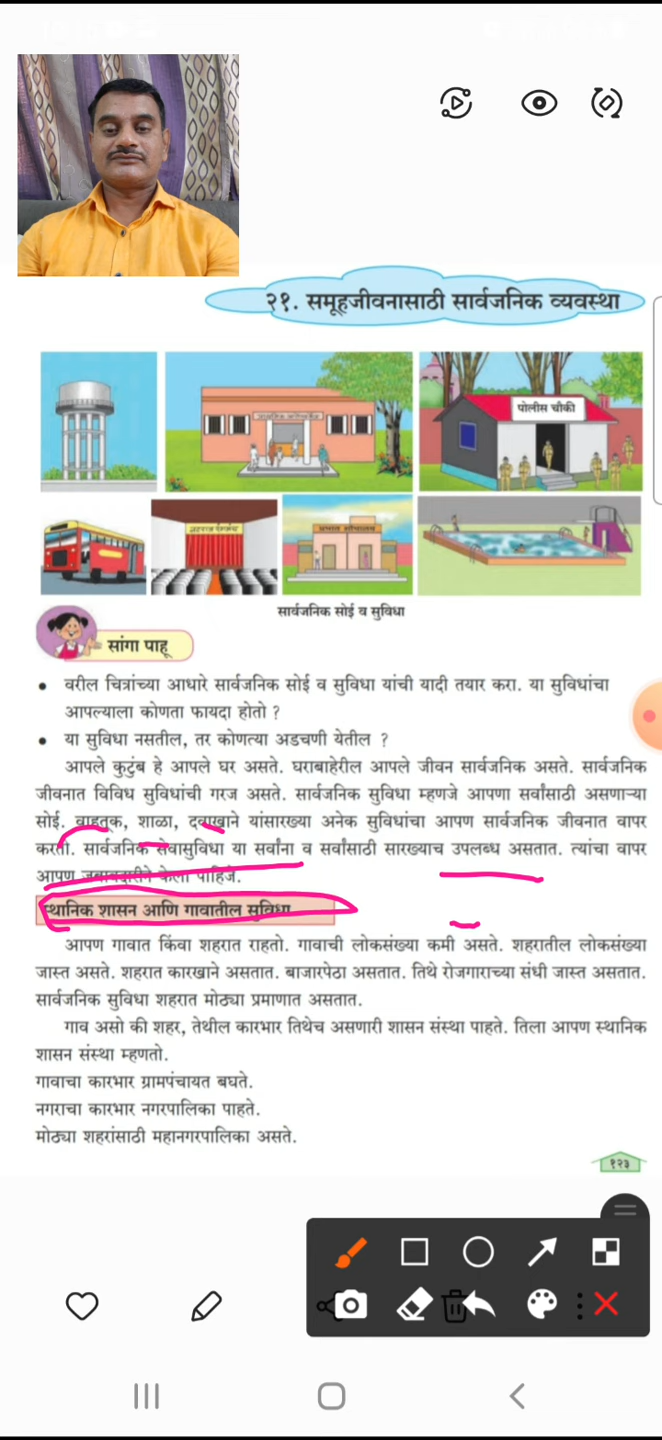 २१. समूहजीवनासाठी सार्वजनिक व्यवस्था
पोलीस चौकी
सार्वजनिक सोई व सुविधा
सांगा पाहू
• वरील चित्रांच्या आधारे सार्वजनिक सोई व सुविधा यांची यादी तयार करा. या सुविधांचा
आपल्याला कोणता फायदा होतो ?
• या सुविधा नसतील, तर कोणत्या अडचणी येतील ?
आपले कुटुंब हे आपले घर असते. घराबाहेरील आपले जीवन सार्वजनिक असते. सार्वजनिक
जीवनात विविध सुविधांची गरज असते. सार्वजनिक सुविधा म्हणजे आपणा सर्वांसाठी असणाऱ्या
सोई. वाहतूक, शाळा, दवाखाने यांसारख्या अनेक सुविधांचा आपण सार्वजनिक जीवनात वापर
करतो. सार्वजनिक सेवासुविधा या सर्वांना व सर्वांसाठी सारख्याच उपलब्ध असतात. त्यांचा वापर
आपण जबाबदारीने केला पाहिजे.
स्थानिक शासन आणि गावातील सुविधा
आपण गावात किंवा शहरात राहतो. गावाची लोकसंख्या कमी असते. शहरातील लोकसंख्या
जास्त असते. शहरात कारखाने असतात. बाजारपेठा असतात. तिथे रोजगाराच्या संधी जास्त असतात.
सार्वजनिक सुविधा शहरात मोठ्या प्रमाणात असतात.
गाव असो की शहर, तेथील कारभार तिथेच असणारी शासन संस्था पाहते. तिला आपण स्थानिक
शासन संस्था म्हणतो.
गावाचा कारभार ग्रामपंचायत बघते.
नगराचा कारभार नगरपालिका पाहते.
मोठ्या शहरांसाठी महानगरपालिका असते.
१२३